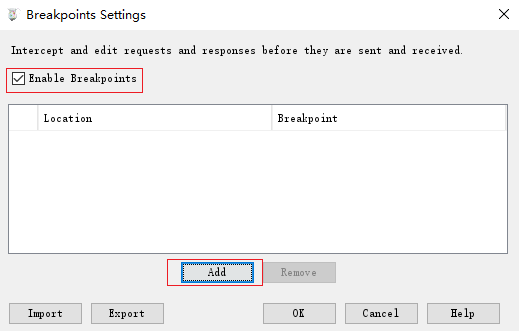 Breakpoints Settings
Intercept and edit requests and responses before they are sent and received.
Enable Breakpoints
Location Breakpoint
Add Remove
Import Export OK Cancel Help